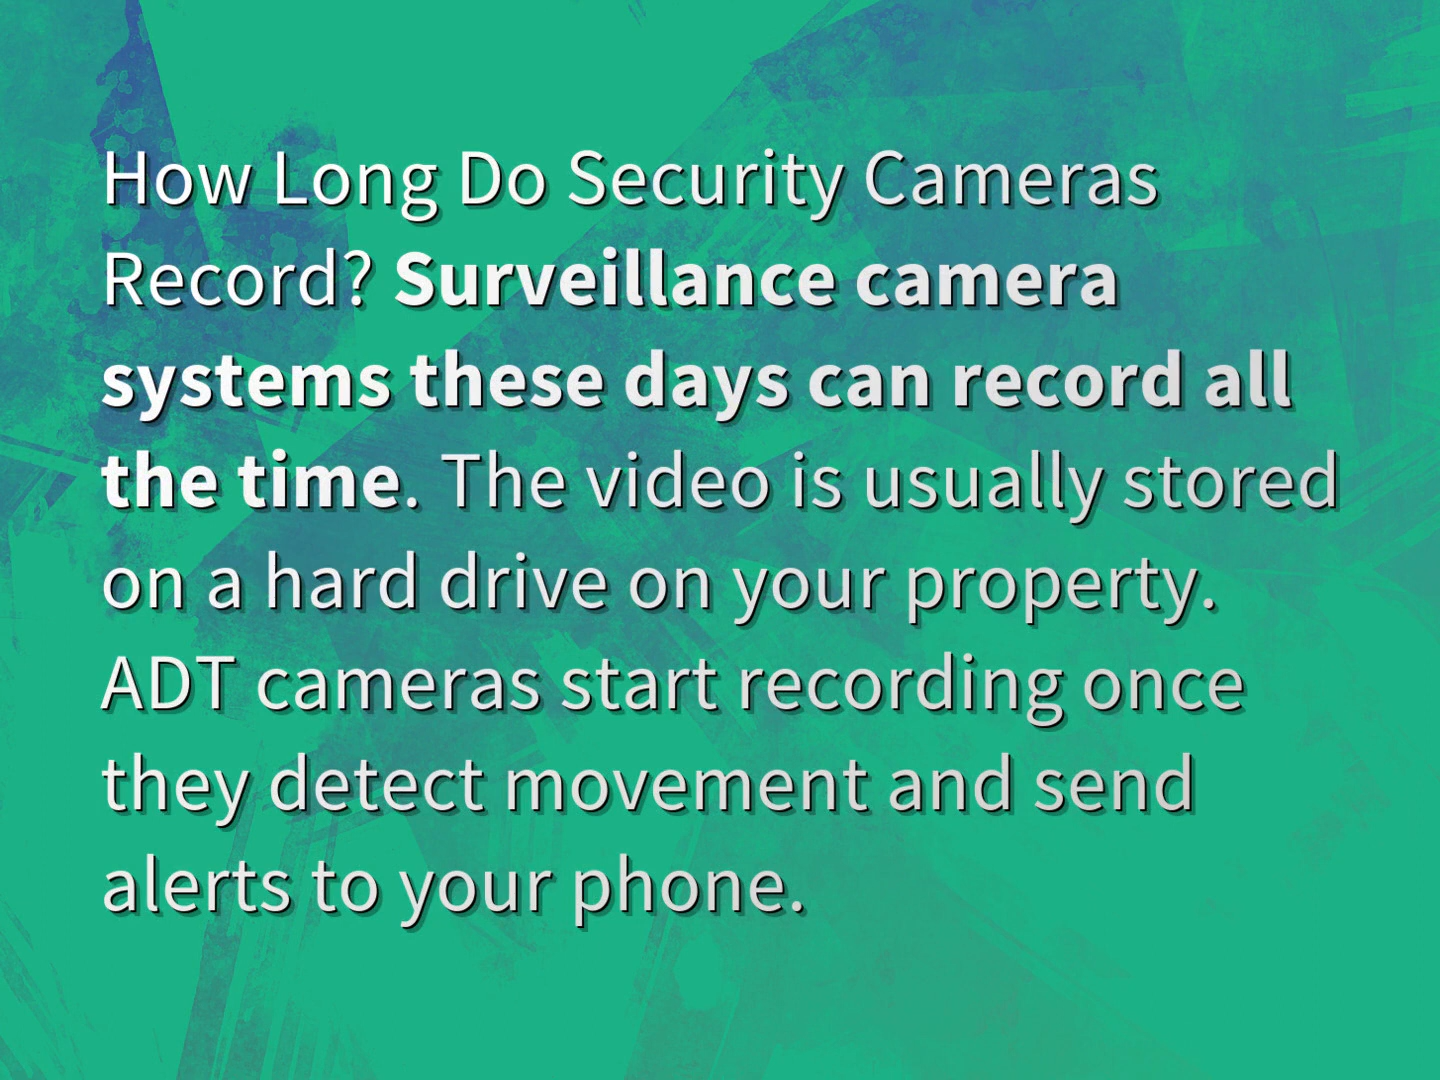 How Long Do Security Cameras
Record? Surveillance camera
systems these days can record all
the time. The video is usually stored
on a hard drive on your property.
ADT cameras start recording once
they detect movement and send
alerts to your phone.